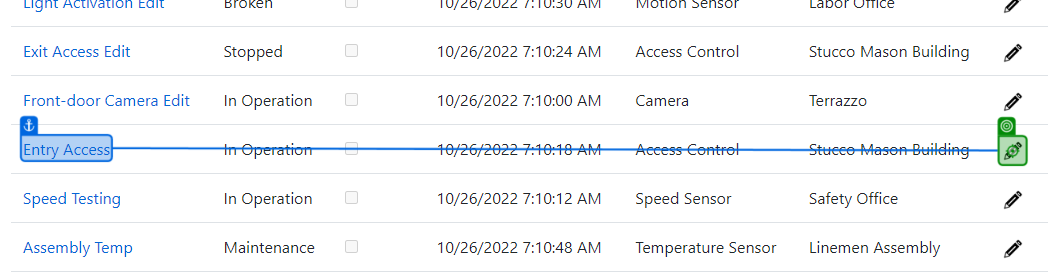 Light Activation Edit Broken 10/26/2022 7:10:30 AM Motion Sensor Labor Office
Exit Access Edit Stopped 10/26/2022 7:10:24 AM Access Control Stucco Mason Building
Front-door Camera Edit In Operation 10/26/2022 7:10:00 AM Camera Terrazzo
Entry Access In Operation 10/26/2022 7:10:18 AM Access Control Stucco Mason Building
Speed Testing In Operation 10/26/2022 7:10:12 AM Speed Sensor Safety Office
Assembly Temp Maintenance 10/26/2022 7:10:48 AM Temperature Sensor Linemen Assembly